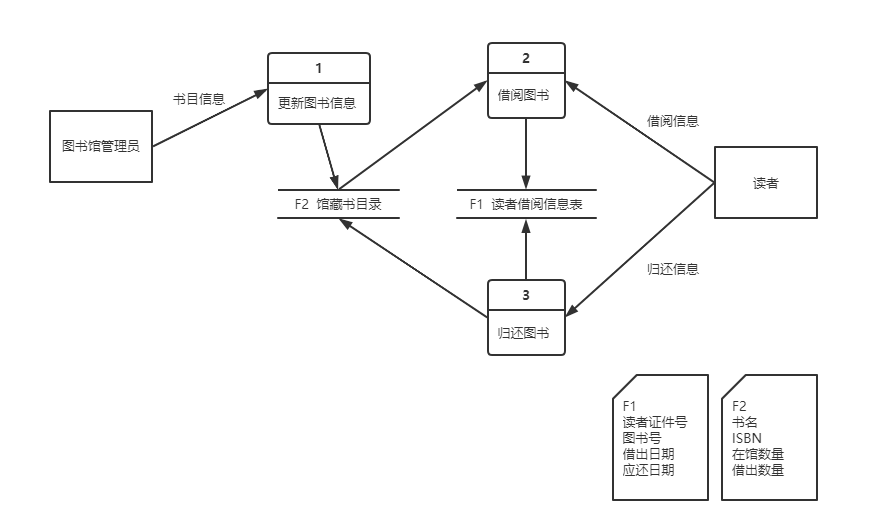 1
更新图书信息
2
借阅图书
书目信息
图书馆管理员
借阅信息
读者
F2 馆藏书目录
F1 读者借阅信息表
归还信息
3
归还图书
F1
读者证件号
图书号
借出日期
应还日期
F2
书名
ISBN
在馆数量
借出数量